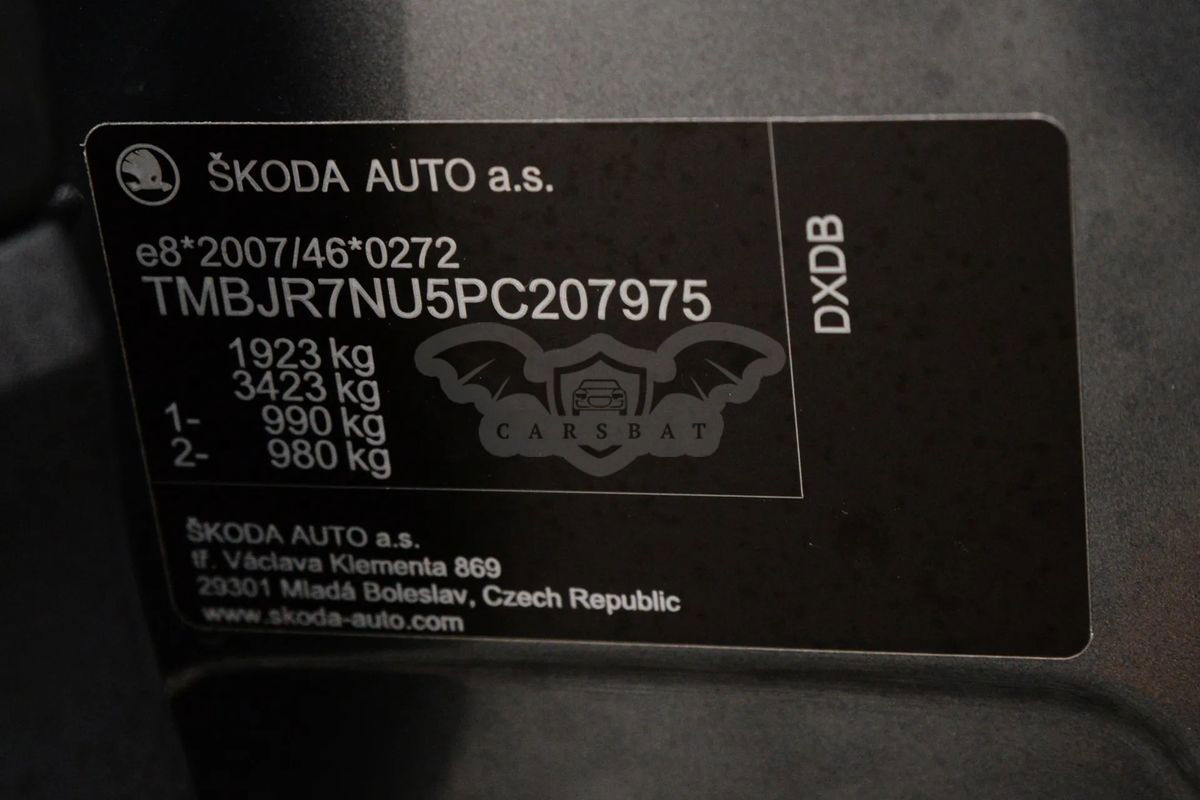 ŠKODA AUTO a.s.
e8*2007/46*0272
TMBJR7NU5PC207975
1923 kg
3423 kg
1- 990 kg
2- 980 kg
DXDB
CARSBAT
ŠKODA AUTO a.s.
tř. Václava Klementa 869
29301 Mladá Boleslav, Czech Republic
www.skoda-auto.com